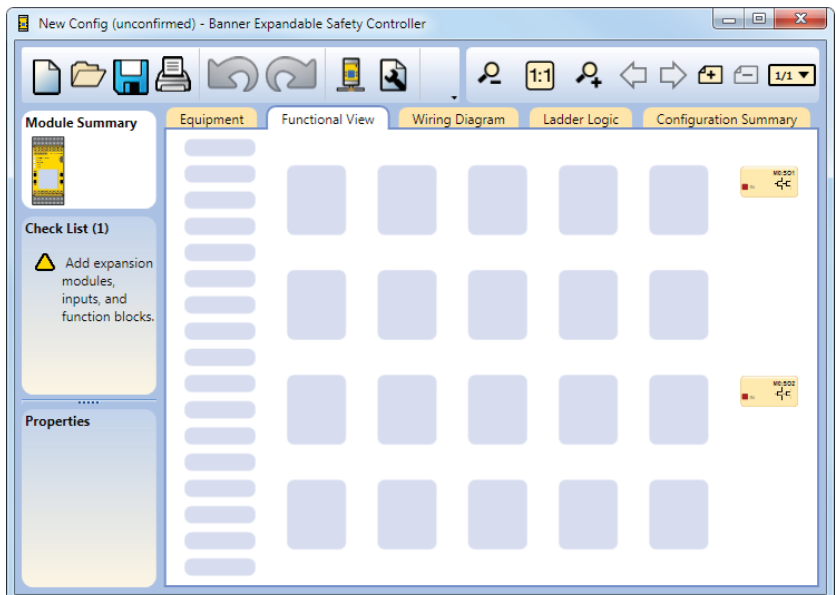 New Config (unconfirmed) - Banner Expandable Safety Controller
1:1
1/1
Module Summary
Equipment
Functional View
Wiring Diagram
Ladder Logic
Configuration Summary
M0:SO1
Check List (1)
Add expansion
modules,
inputs, and
function blocks.
M0:SO2
Properties